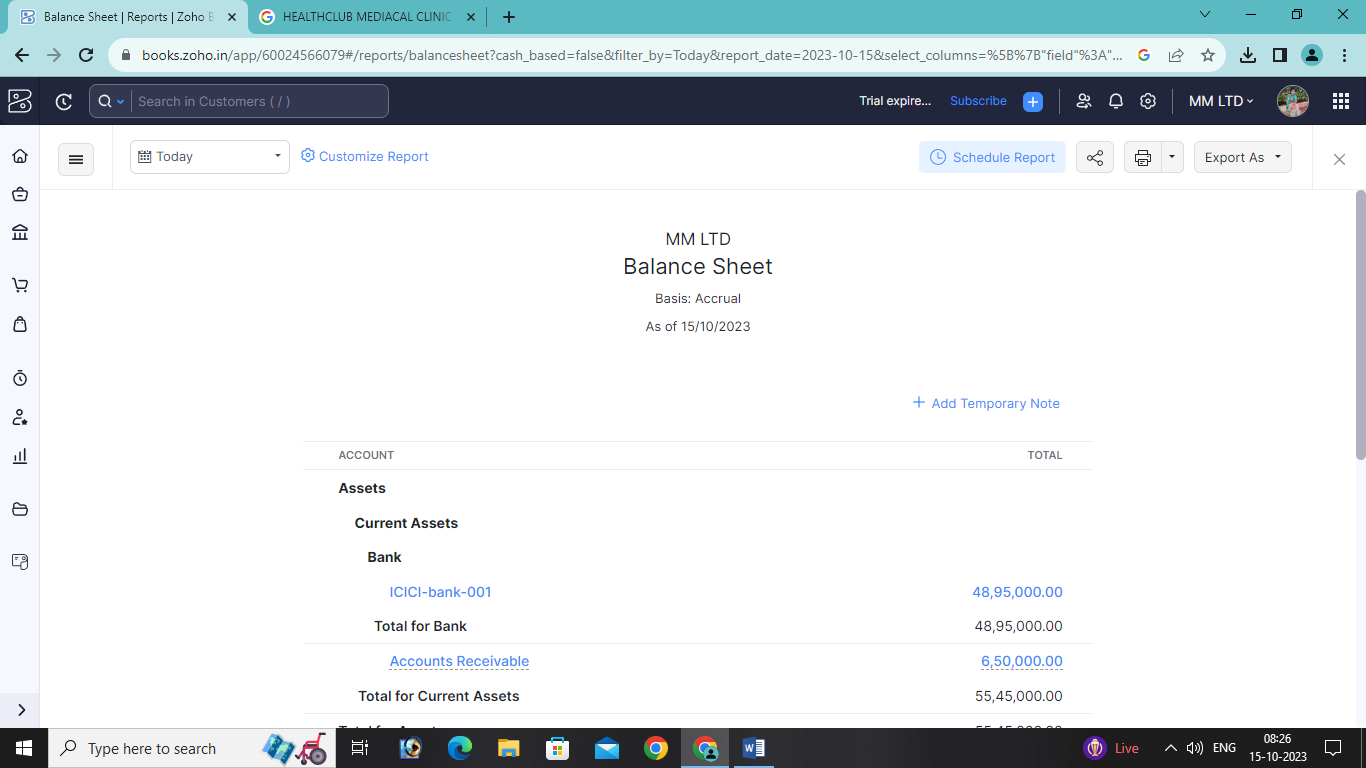 Balance Sheet | Reports | Zoho B
HEALTHCLUB MEDIACAL CLINIC
books.zoho.in/app/60024566079#/reports/balancesheet?cash_based=false&filter_by=Today&report_date=2023-10-15&select_columns=%5B%7B"field"%3A"...
Search in Customers ( / )
Trial expire...
Subscribe
MM LTD
Today
Customize Report
Schedule Report
Export As
MM LTD
Balance Sheet
Basis: Accrual
As of 15/10/2023
Add Temporary Note
ACCOUNT TOTAL
Assets
Current Assets
Bank
ICICI-bank-001 48,95,000.00
Total for Bank 48,95,000.00
Accounts Receivable 6,50,000.00
Total for Current Assets 55,45,000.00
Type here to search
Live
ENG
08:26
15-10-2023